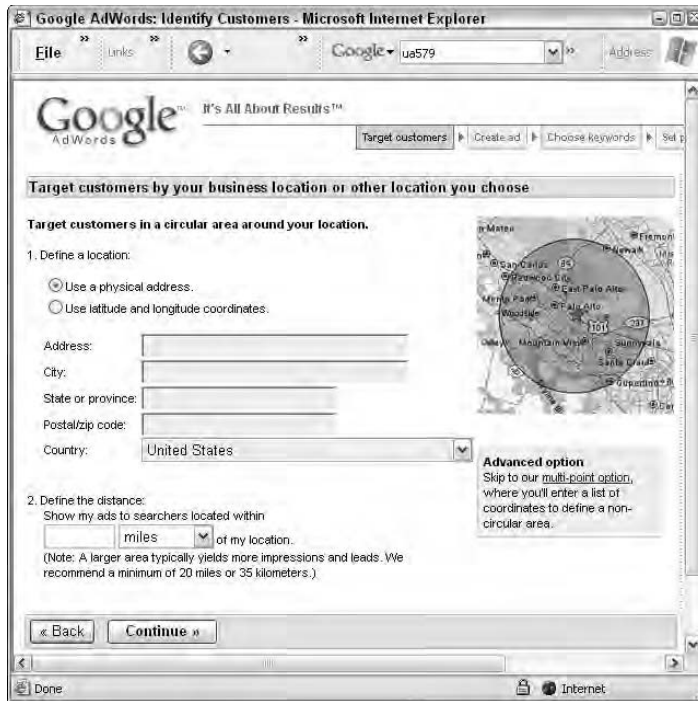 Google AdWords: Identify Customers - Microsoft Internet Explorer
File » Links » » Google ua579 » Address
Google™ It's All About Results™
AdWords
Target customers Create ad Choose keywords Set p
Target customers by your business location or other location you choose
Target customers in a circular area around your location.
1. Define a location:
Use a physical address.
Use latitude and longitude coordinates.
Address:
City:
State or province:
Postal/zip code:
Country: United States
2. Define the distance:
Show my ads to searchers located within
miles of my location.
(Note: A larger area typically yields more impressions and leads. We
recommend a minimum of 20 miles or 35 kilometers.)
n Mateo
Fremont
Newark
San Carlos
Redwood City
East Palo Alto
Menlo Park
Palo Alto
Woodside
101
237
Mountain View
Sunnyvale
Santa Clara
Cupertino
Advanced option
Skip to our multi-point option,
where you'll enter a list of
coordinates to define a non-
circular area.
« Back Continue »
Done Internet